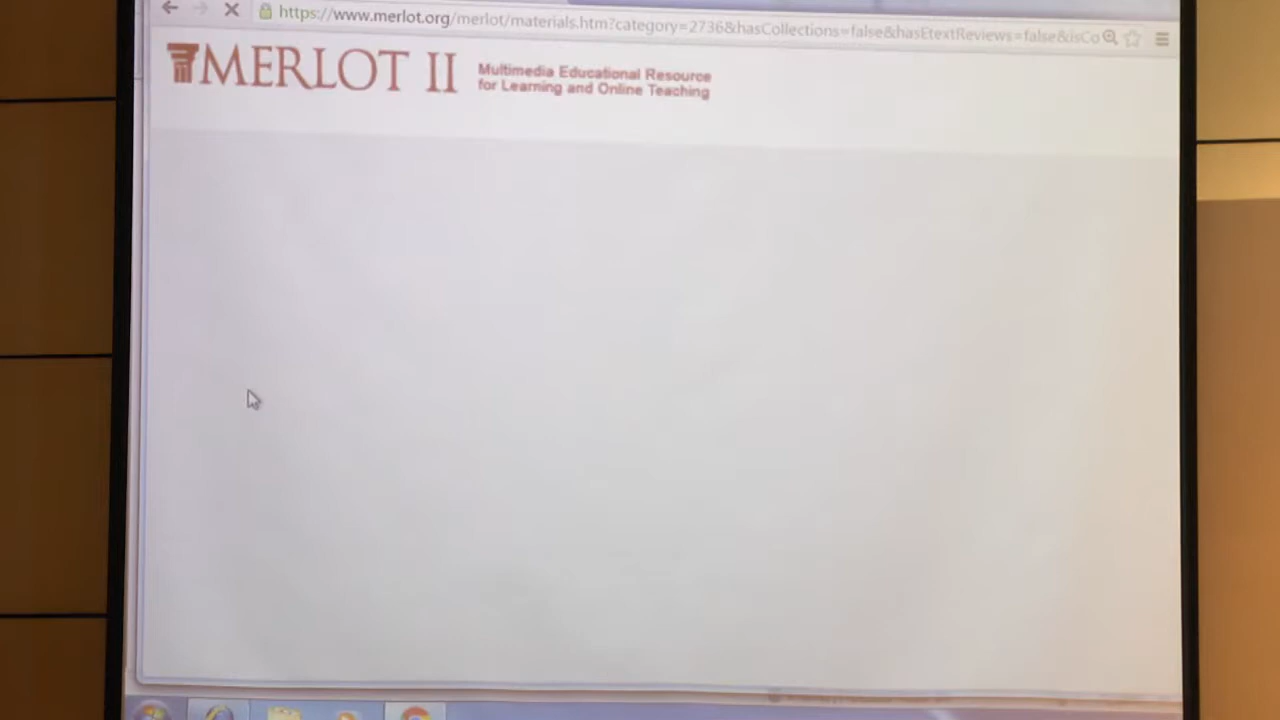 https://www.merlot.org/merlot/materials.htm?category=2736&hasCollections=false&hasEtextReviews=false&isCo
MERLOT II
Multimedia Educational Resource
for Learning and Online Teaching